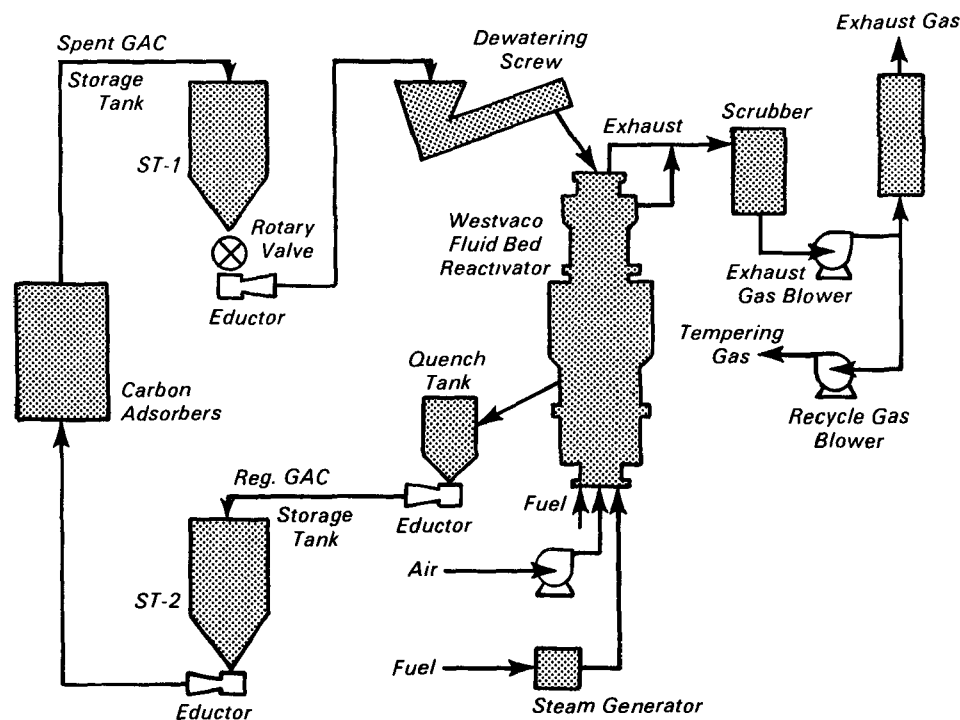 Exhaust Gas
Spent GAC
Storage
Tank
Dewatering
Screw
ST-1
Exhaust
Scrubber
Rotary
Valve
Westvaco
Fluid Bed
Reactivator
Eductor
Exhaust
Gas Blower
Carbon
Adsorbers
Quench
Tank
Tempering
Gas
Recycle Gas
Blower
Reg. GAC
Storage
Tank
Eductor
Fuel
Air
ST-2
Fuel
Eductor
Steam Generator